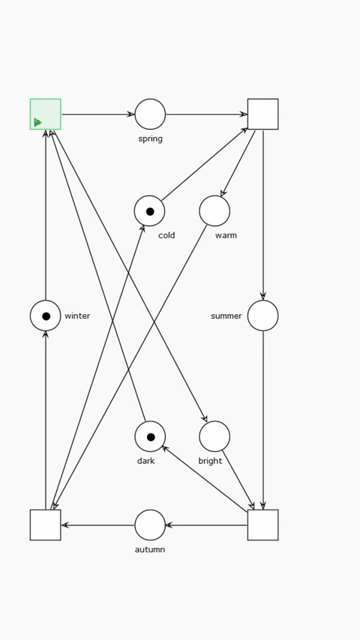 spring
cold
warm
winter
summer
dark
bright
autumn